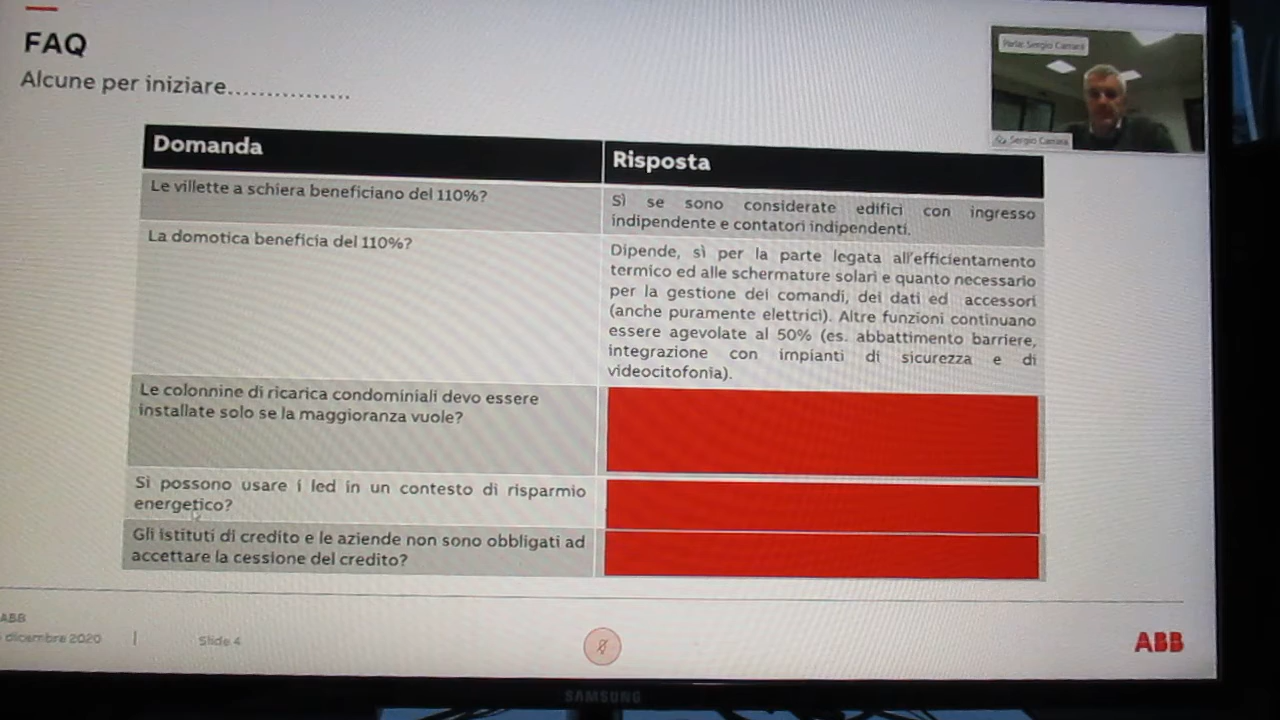 FAQ
Alcune per iniziare................
Parla: Sergio Carrara
Sergio Carrara
Domanda
Risposta
Le villette a schiera beneficiano del 110%?
Sì se sono considerate edifici con ingresso
indipendente e contatori indipendenti.
La domotica beneficia del 110%?
Dipende, sì per la parte legata all'efficientamento
termico ed alle schermature solari e quanto necessario
per la gestione dei comandi, dei dati ed accessori
(anche puramente elettrici). Altre funzioni continuano
essere agevolate al 50% (es. abbattimento barriere,
integrazione con impianti di sicurezza e di
videocitofonia).
Le colonnine di ricarica condominiali devo essere
installate solo se la maggioranza vuole?
Sì possono usare i led in un contesto di risparmio
energetico?
Gli istituti di credito e le aziende non sono obbligati ad
accettare la cessione del credito?
ABB
dicembre 2020
Slide 4
ABB
SAMSUNG